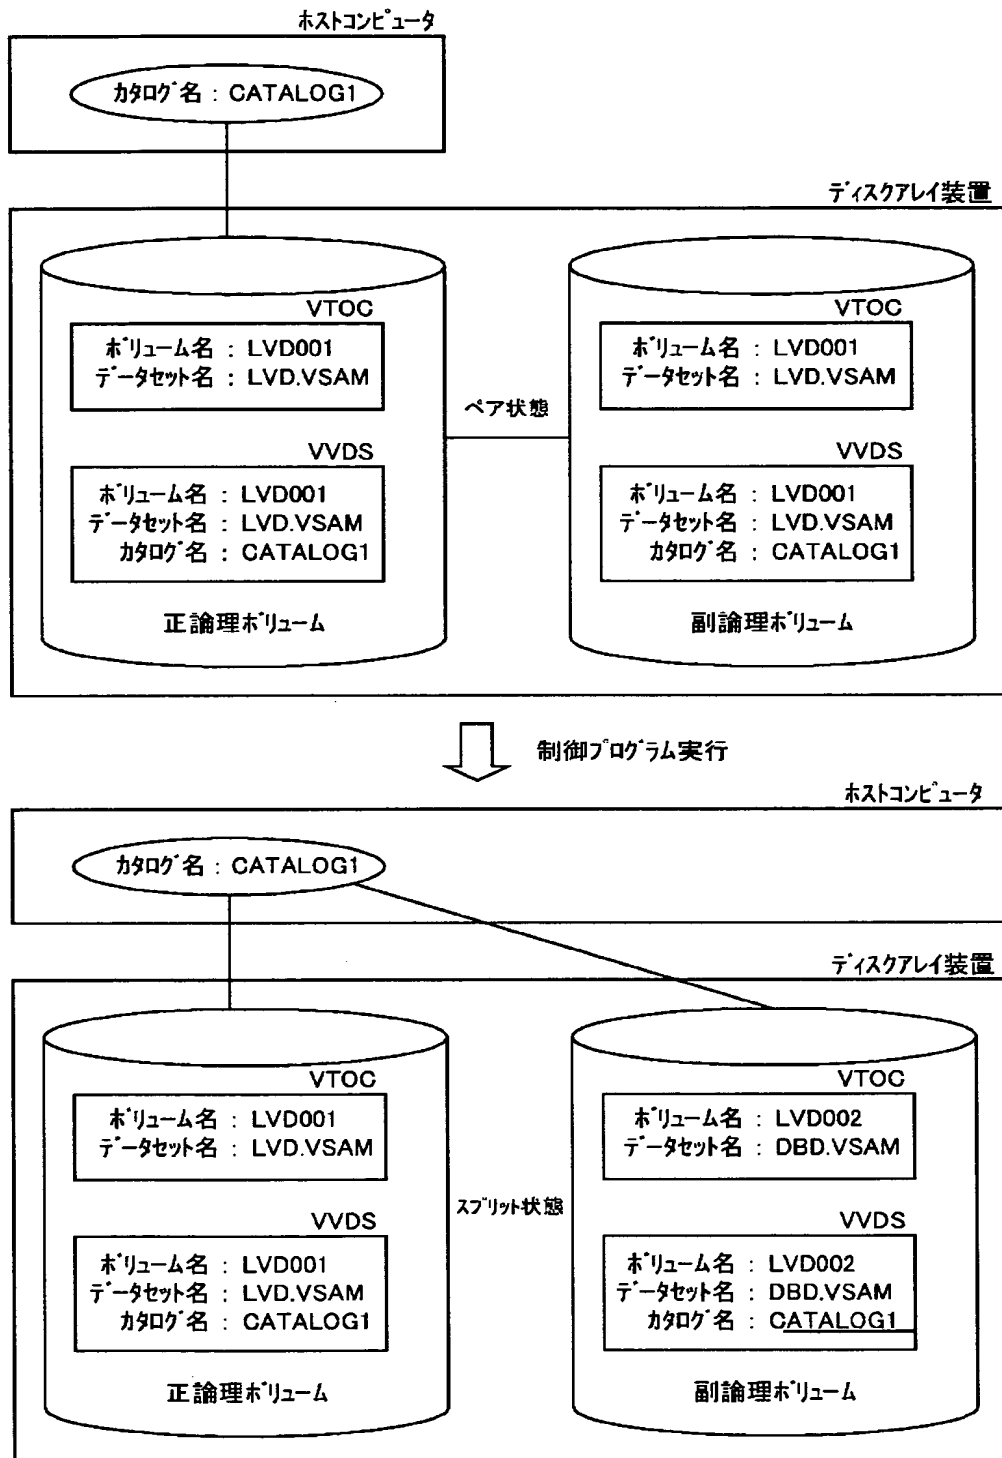 ホストコンピュータ
カタログ名 : CATALOG1
ディスクアレイ装置
VTOC
ボリューム名 : LVD001
データセット名 : LVD.VSAM
VVDS
ボリューム名 : LVD001
データセット名 : LVD.VSAM
カタログ名 : CATALOG1
正論理ボリューム
ペア状態
VTOC
ボリューム名 : LVD001
データセット名 : LVD.VSAM
VVDS
ボリューム名 : LVD001
データセット名 : LVD.VSAM
カタログ名 : CATALOG1
副論理ボリューム
制御プログラム実行
ホストコンピュータ
カタログ名 : CATALOG1
ディスクアレイ装置
VTOC
ボリューム名 : LVD001
データセット名 : LVD.VSAM
VVDS
ボリューム名 : LVD001
データセット名 : LVD.VSAM
カタログ名 : CATALOG1
正論理ボリューム
スプリット状態
VTOC
ボリューム名 : LVD002
データセット名 : DBD.VSAM
VVDS
ボリューム名 : LVD002
データセット名 : DBD.VSAM
カタログ名 : CATALOG1
副論理ボリューム